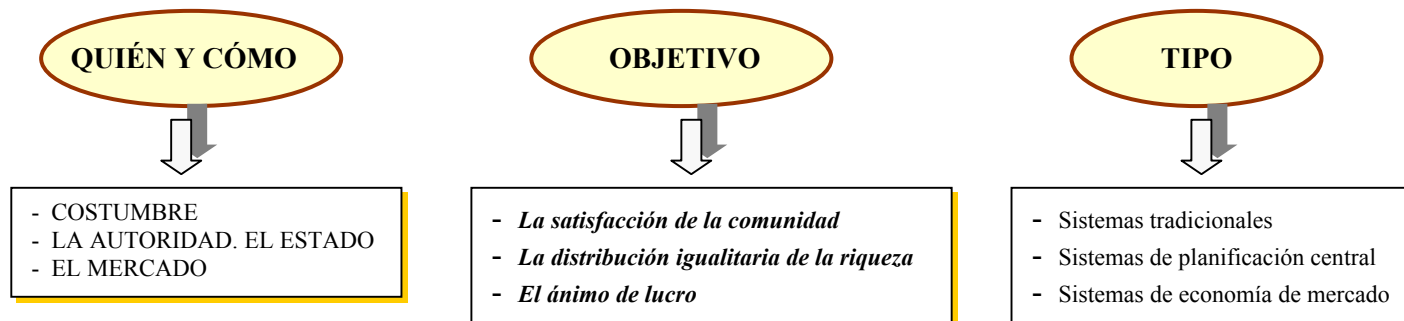 QUIÉN Y CÓMO
- COSTUMBRE
- LA AUTORIDAD. EL ESTADO
- EL MERCADO
OBJETIVO
- La satisfacción de la comunidad
- La distribución igualitaria de la riqueza
- El ánimo de lucro
TIPO
- Sistemas tradicionales
- Sistemas de planificación central
- Sistemas de economía de mercado